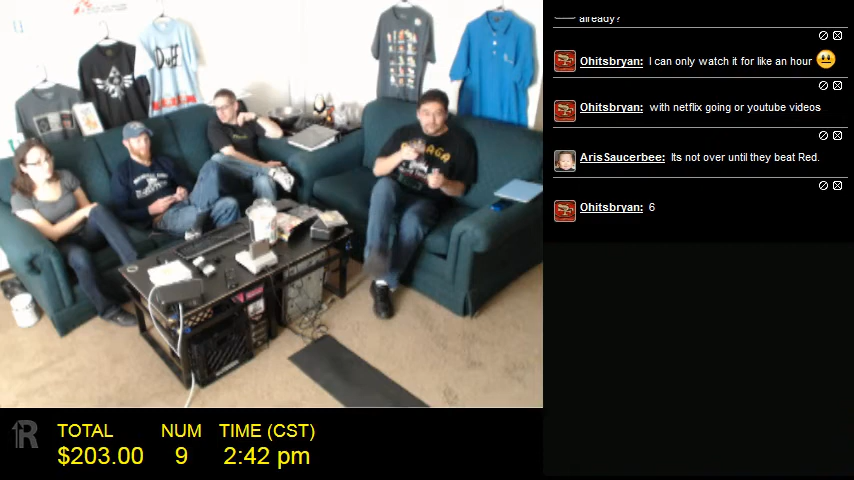 already?
Ohitsbryan: I can only watch it for like an hour
Ohitsbryan: with netflix going or youtube videos
ArisSaucerbee: Its not over until they beat Red.
Ohitsbryan: 6
Duff
TOTAL NUM TIME (CST)
$203.00 9 2:42 pm